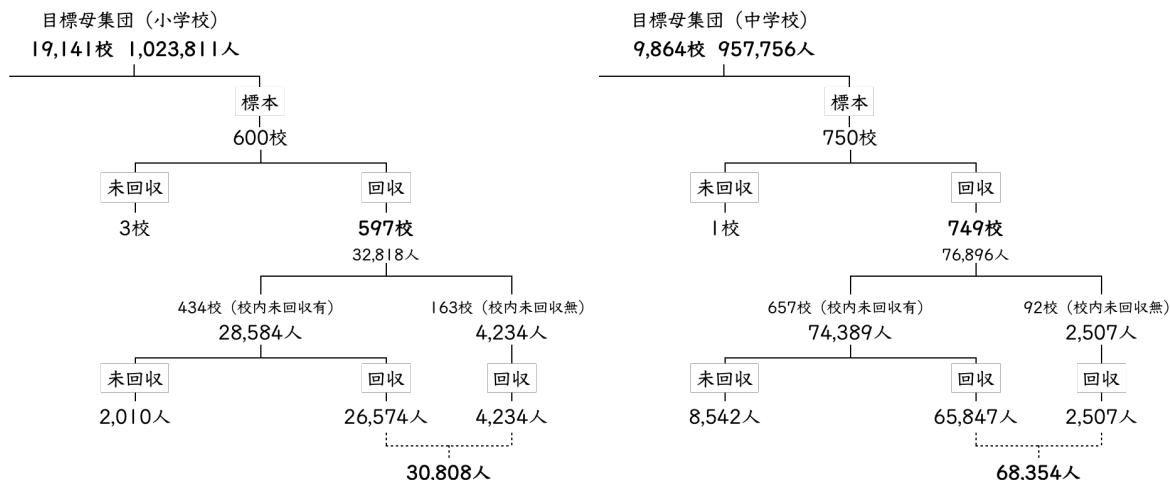 目標母集団（小学校）
19,141校 1,023,811人
標本
600校
未回収
回収
3校
597校
32,818人
434校（校内未回収有）
163校（校内未回収無）
28,584人
4,234人
未回収
回収
回収
2,010人
26,574人
4,234人
30,808人
目標母集団（中学校）
9,864校 957,756人
標本
750校
未回収
回収
1校
749校
76,896人
657校（校内未回収有）
92校（校内未回収無）
74,389人
2,507人
未回収
回収
回収
8,542人
65,847人
2,507人
68,354人